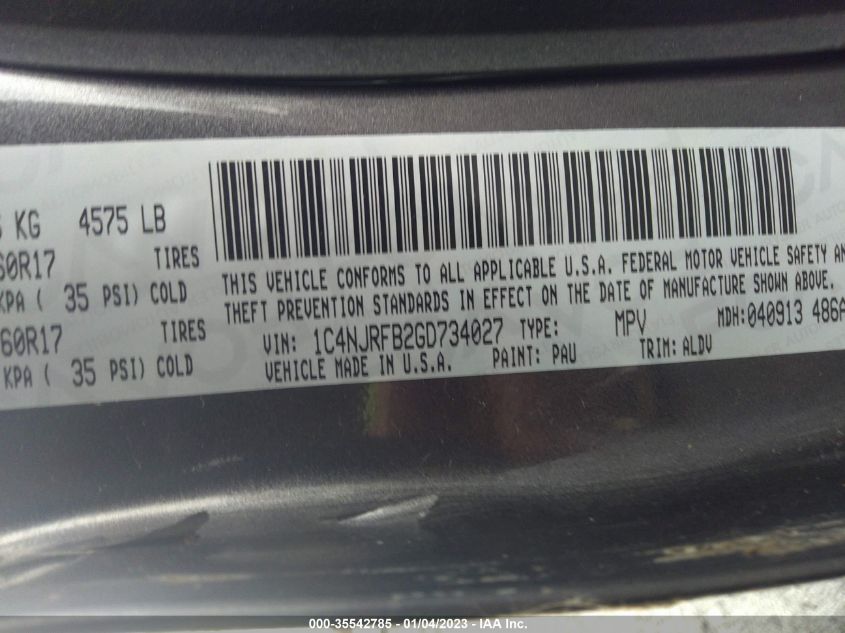 KG 4575 LB
60R17 TIRES
KPA ( 35 PSI) COLD
60R17 TIRES
KPA ( 35 PSI) COLD
THIS VEHICLE CONFORMS TO ALL APPLICABLE U.S.A. FEDERAL MOTOR VEHICLE SAFETY AN
THEFT PREVENTION STANDARDS IN EFFECT ON THE DATE OF MANUFACTURE SHOWN ABOVE.
VIN: 1C4NJRFB2GD734027 TYPE: MPV MDH:040913 486A
VEHICLE MADE IN U.S.A. PAINT: PAU TRIM: ALDV
000-35542785 - 01/04/2023 - © IAA Inc.